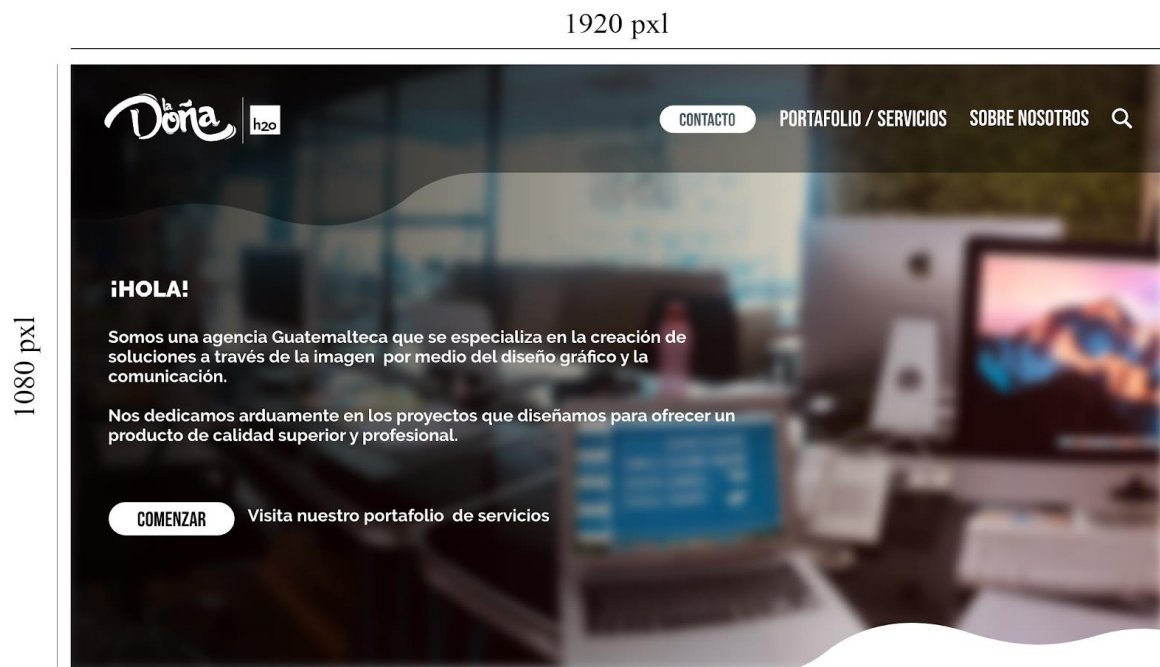 1920 pxl
1080 pxl
la
Doña
h2o
CONTACTO
PORTAFOLIO / SERVICIOS
SOBRE NOSOTROS
¡HOLA!
Somos una agencia Guatemalteca que se especializa en la creación de
soluciones a través de la imagen por medio del diseño gráfico y la
comunicación.
Nos dedicamos arduamente en los proyectos que diseñamos para ofrecer un
producto de calidad superior y profesional.
COMENZAR
Visita nuestro portafolio de servicios